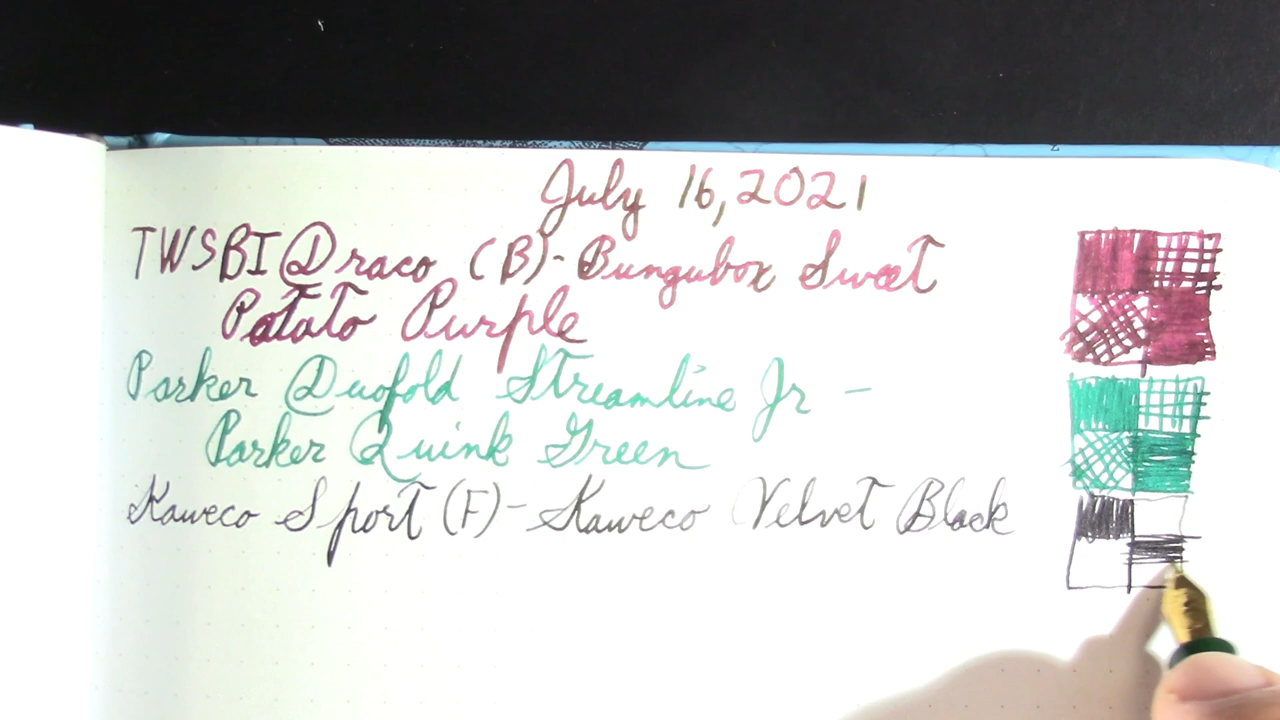 July 16, 2021
TWSBI Draco (B) - Bungubox Sweet
Potato Purple
Parker Duofold Streamline Jr -
Parker Quink Green
Kaweco Sport (F) - Kaweco Velvet Black